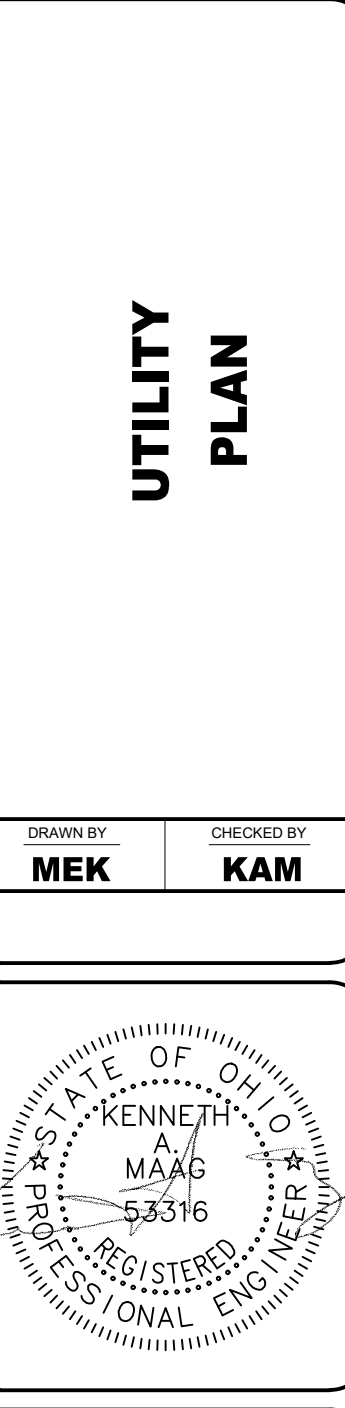 UTILITY
PLAN
DRAWN BY
MEK
CHECKED BY
KAM
STATE OF OHIO
KENNETH
A.
MAAG
53316
REGISTERED
PROFESSIONAL ENGINEER